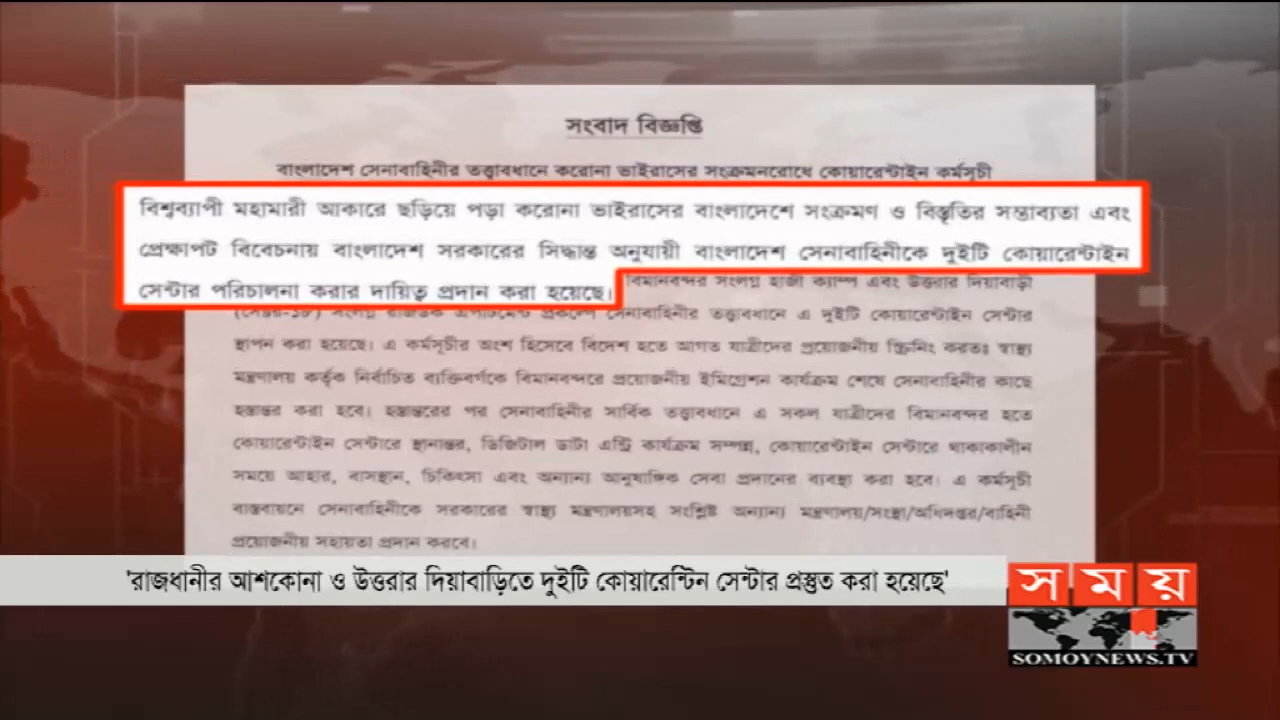 সংবাদ বিজ্ঞপ্তি
বাংলাদেশ সেনাবাহিনীর তত্ত্বাবধানে করোনা ভাইরাসের সংক্রমনরোধে কোয়ারেন্টাইন কর্মসূচী
বিশ্বব্যাপী মহামারী আকারে ছড়িয়ে পড়া করোনা ভাইরাসের বাংলাদেশে সংক্রমণ ও বিস্তৃতির সম্ভাব্যতা এবং
প্রেক্ষাপট বিবেচনায় বাংলাদেশ সরকারের সিদ্ধান্ত অনুযায়ী বাংলাদেশ সেনাবাহিনীকে দুইটি কোয়ারেন্টাইন
সেন্টার পরিচালনা করার দায়িত্ব প্রদান করা হয়েছে।
বিমানবন্দর সংলগ্ন হাজী ক্যাম্প এবং উত্তরার দিয়াবাড়ী
(সেক্টর-১৮) সংলগ্ন রাজউক এপার্টমেন্ট প্রকল্পে সেনাবাহিনীর তত্ত্বাবধানে এ দুইটি কোয়ারেন্টাইন সেন্টার
স্থাপন করা হয়েছে। এ কর্মসূচীর অংশ হিসেবে বিদেশ হতে আগত যাত্রীদের প্রয়োজনীয় স্ক্রিনিং করতঃ স্বাস্থ্য
মন্ত্রণালয় কর্তৃক নির্বাচিত ব্যক্তিবর্গকে বিমানবন্দরে প্রয়োজনীয় ইমিগ্রেশন কার্যক্রম শেষে সেনাবাহিনীর কাছে
হস্তান্তর করা হবে। হস্তান্তরের পর সেনাবাহিনীর সার্বিক তত্ত্বাবধানে এ সকল যাত্রীদের বিমানবন্দর হতে
কোয়ারেন্টাইন সেন্টারে স্থানান্তর, ডিজিটাল ডাটা এন্ট্রি কার্যক্রম সম্পন্ন, কোয়ারেন্টাইন সেন্টারে থাকাকালীন
সময়ে আহার, বাসস্থান, চিকিৎসা এবং অন্যান্য আনুষাঙ্গিক সেবা প্রদানের ব্যবস্থা করা হবে। এ কর্মসূচী
বাস্তবায়নে সেনাবাহিনীকে সরকারের স্বাস্থ্য মন্ত্রণালয়সহ সংশ্লিষ্ট অন্যান্য মন্ত্রণালয়/সংস্থা/অধিদপ্তর/বাহিনী
প্রয়োজনীয় সহায়তা প্রদান করবে।
'রাজধানীর আশকোনা ও উত্তরার দিয়াবাড়িতে দুইটি কোয়ারেন্টিন সেন্টার প্রস্তুত করা হয়েছে'
সময়
SOMOYNEWS.TV